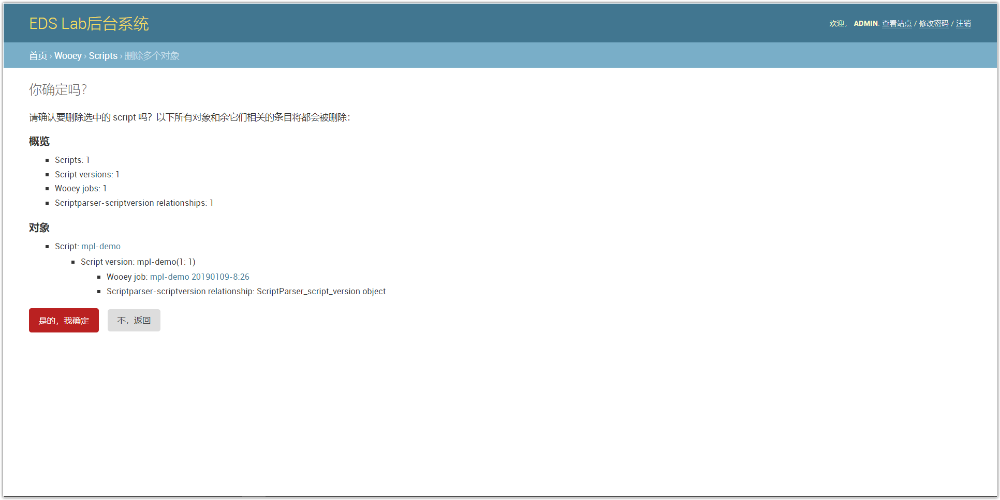 EDS Lab后台系统
欢迎， ADMIN. 查看站点 / 修改密码 / 注销
首页 › Wooey › Scripts › 删除多个对象
你确定吗？
请确认要删除选中的 script 吗？以下所有对象和余它们相关的条目将都会被删除：
概览
Scripts: 1
Script versions: 1
Wooey jobs: 1
Scriptparser-scriptversion relationships: 1
对象
Script: mpl-demo
Script version: mpl-demo(1: 1)
Wooey job: mpl-demo 20190109-8:26
Scriptparser-scriptversion relationship: ScriptParser_script_version object
是的，我确定 不，返回